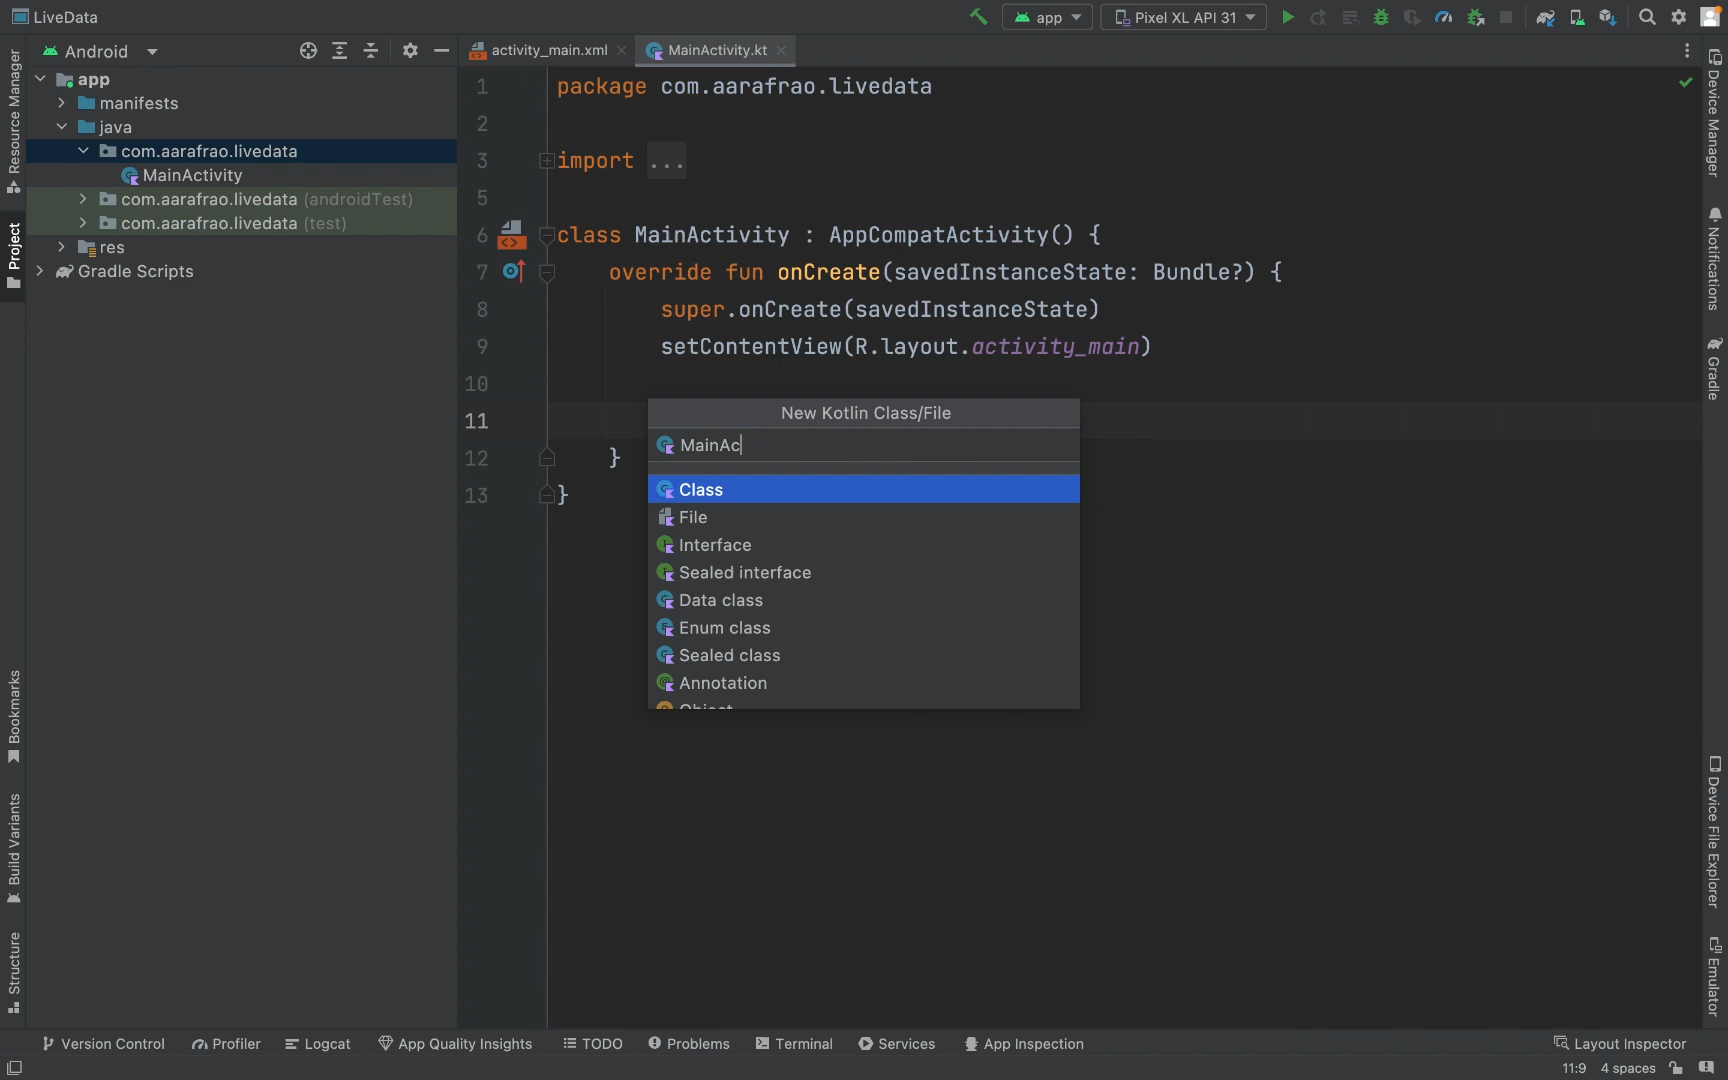 LiveData
app
Pixel XL API 31
Android
activity_main.xml
MainActivity.kt
app
manifests
java
com.aarafrao.livedata
MainActivity
com.aarafrao.livedata (androidTest)
com.aarafrao.livedata (test)
res
Gradle Scripts
Resource Manager
Project
Bookmarks
Build Variants
Structure
1 package com.aarafrao.livedata
2
3 import ...
5
6 class MainActivity : AppCompatActivity() {
7 override fun onCreate(savedInstanceState: Bundle?) {
8 super.onCreate(savedInstanceState)
9 setContentView(R.layout.activity_main)
10
11
12 }
13 }
New Kotlin Class/File
MainAc
Class
File
Interface
Sealed interface
Data class
Enum class
Sealed class
Annotation
Object
Device Manager
Notifications
Gradle
Device File Explorer
Emulator
Version Control
Profiler
Logcat
App Quality Insights
TODO
Problems
Terminal
Services
App Inspection
Layout Inspector
11:9 4 spaces